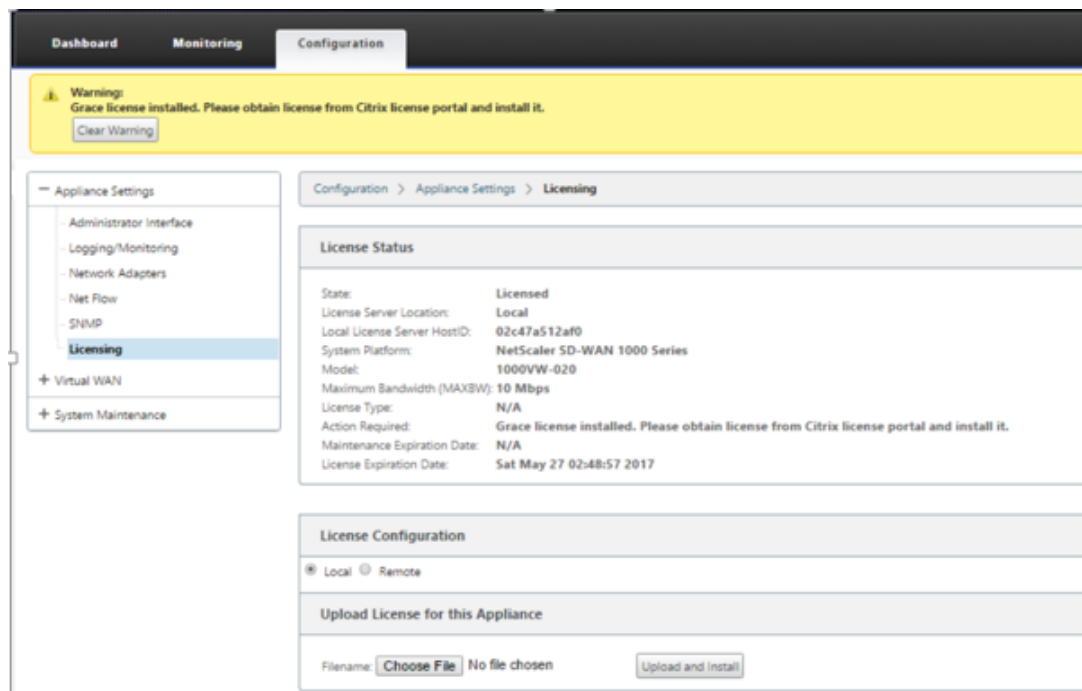 Dashboard Monitoring Configuration
Warning:
Grace license installed. Please obtain license from Citrix license portal and install it.
Clear Warning
Appliance Settings
Administrator Interface
Logging/Monitoring
Network Adapters
Net Flow
SNMP
Licensing
Virtual WAN
System Maintenance
Configuration > Appliance Settings > Licensing
License Status
State: Licensed
License Server Location: Local
Local License Server HostID: 02c47a512af0
System Platform: NetScaler SD-WAN 1000 Series
Model: 1000VW-020
Maximum Bandwidth (MAXBW): 10 Mbps
License Type: N/A
Action Required: Grace license installed. Please obtain license from Citrix license portal and install it.
Maintenance Expiration Date: N/A
License Expiration Date: Sat May 27 02:48:57 2017
License Configuration
Local Remote
Upload License for this Appliance
Filename: Choose File No file chosen Upload and Install